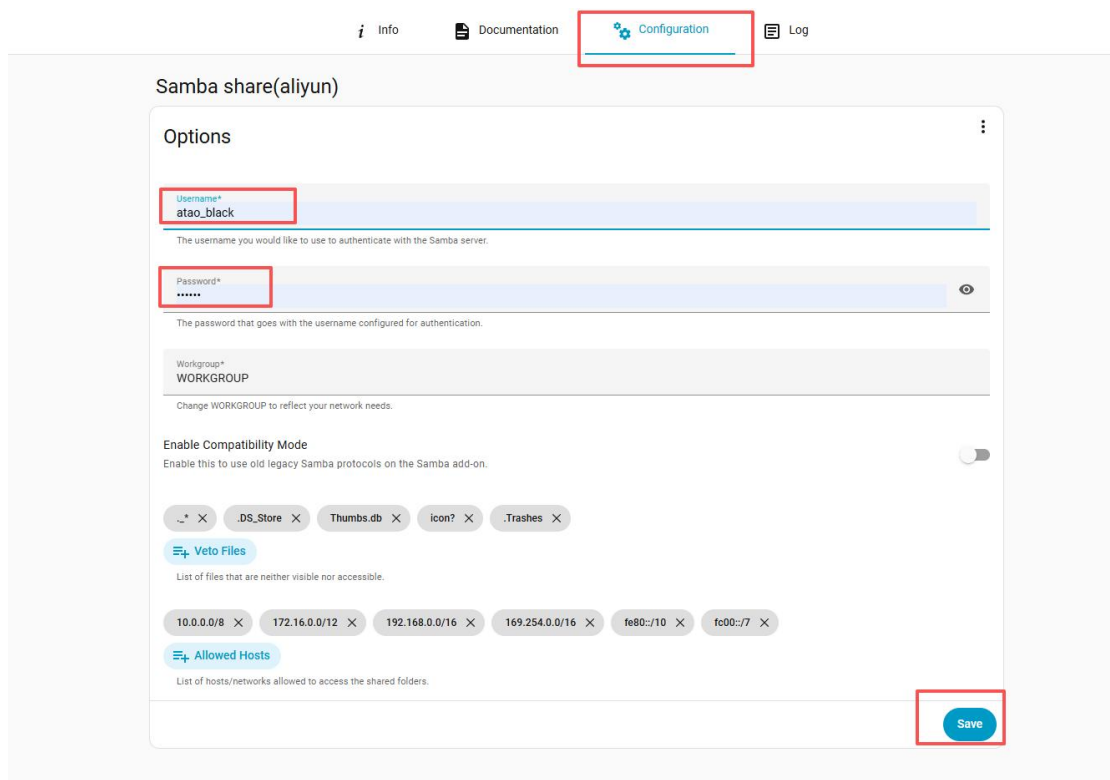 i Info Documentation Configuration Log
Samba share(aliyun)
Options
Username*
atao_black
The username you would like to use to authenticate with the Samba server.
Password*
••••••
The password that goes with the username configured for authentication.
Workgroup*
WORKGROUP
Change WORKGROUP to reflect your network needs.
Enable Compatibility Mode
Enable this to use old legacy Samba protocols on the Samba add-on.
._* .DS_Store Thumbs.db icon? .Trashes
Veto Files
List of files that are neither visible nor accessible.
10.0.0.0/8 172.16.0.0/12 192.168.0.0/16 169.254.0.0/16 fe80::/10 fc00::/7
Allowed Hosts
List of hosts/networks allowed to access the shared folders.
Save